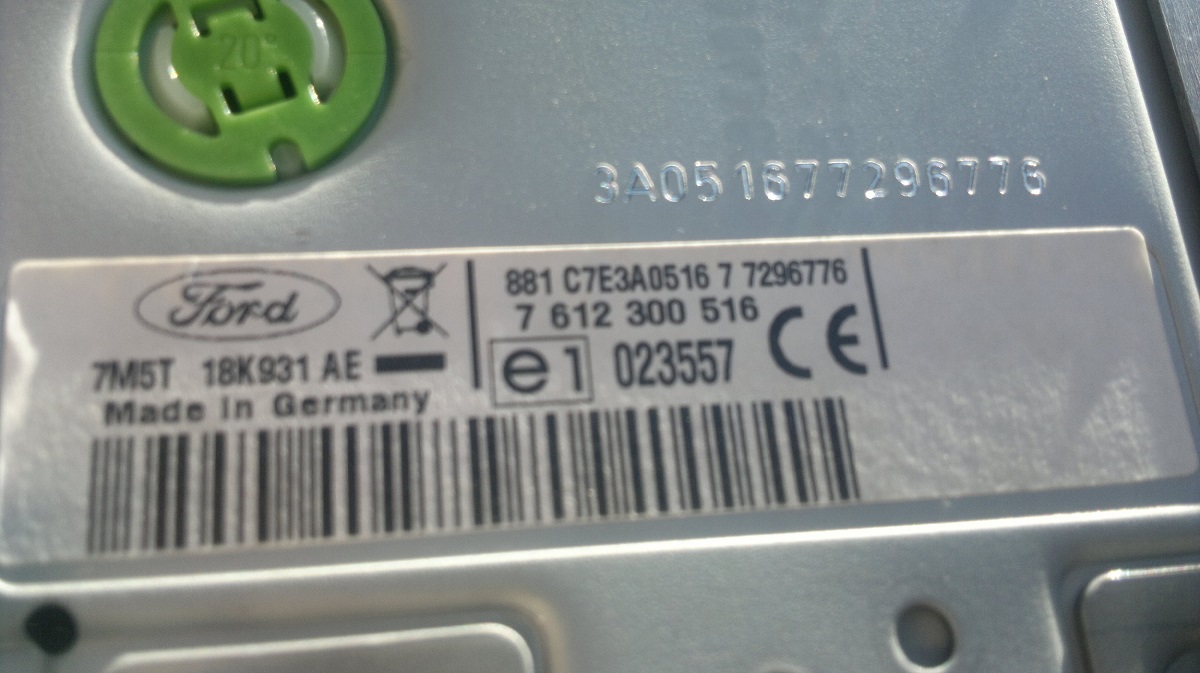 20°
3A051677296776
Ford
881 C7E3A0516 7 7296776
7 612 300 516
7M5T 18K931 AE
e1 023557 CE
Made in Germany